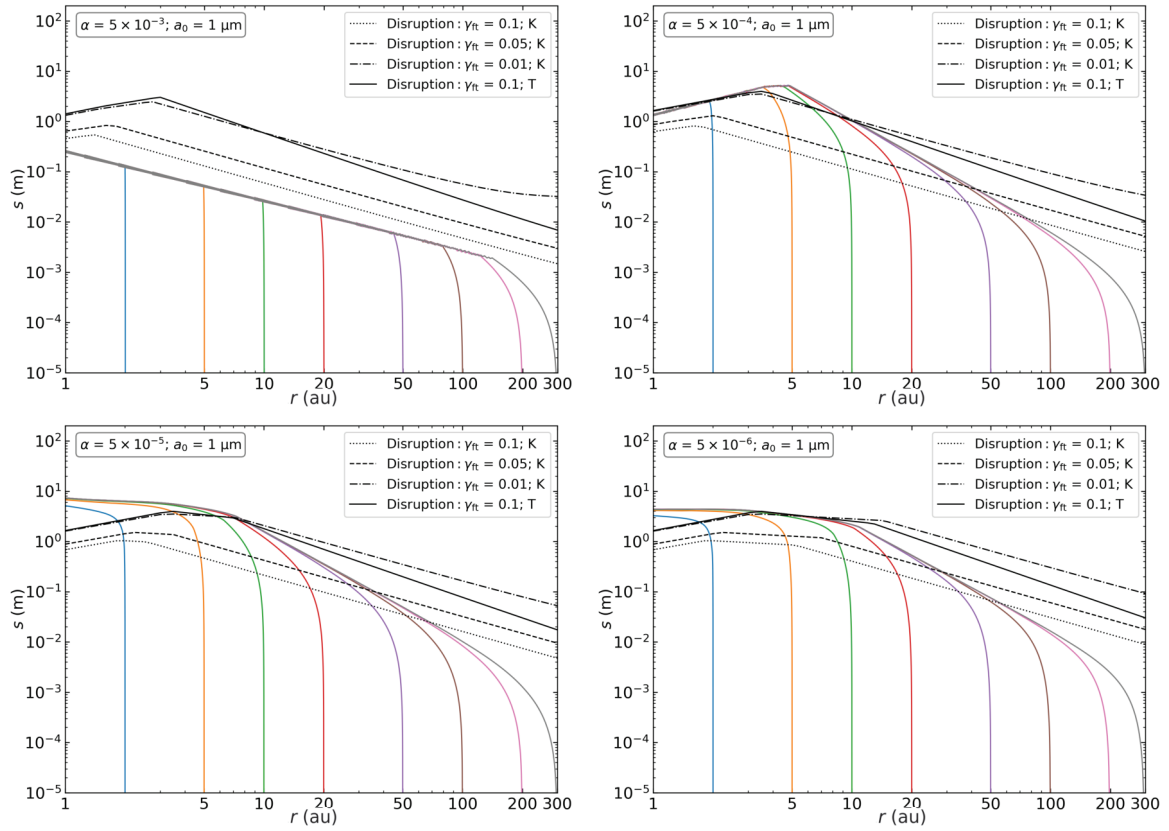 α = 5 × 10⁻³; a₀ = 1 μm
Disruption : γft = 0.1; K
Disruption : γft = 0.05; K
Disruption : γft = 0.01; K
Disruption : γft = 0.1; T
10²
10¹
10⁰
10⁻¹
10⁻²
10⁻³
10⁻⁴
10⁻⁵
s (m)
1 2 5 10 20 50 100 200 300
r (au)
α = 5 × 10⁻⁴; a₀ = 1 μm
Disruption : γft = 0.1; K
Disruption : γft = 0.05; K
Disruption : γft = 0.01; K
Disruption : γft = 0.1; T
10²
10¹
10⁰
10⁻¹
10⁻²
10⁻³
10⁻⁴
10⁻⁵
s (m)
1 2 5 10 20 50 100 200 300
r (au)
α = 5 × 10⁻⁵; a₀ = 1 μm
Disruption : γft = 0.1; K
Disruption : γft = 0.05; K
Disruption : γft = 0.01; K
Disruption : γft = 0.1; T
10²
10¹
10⁰
10⁻¹
10⁻²
10⁻³
10⁻⁴
10⁻⁵
s (m)
1 2 5 10 20 50 100 200 300
r (au)
α = 5 × 10⁻⁶; a₀ = 1 μm
Disruption : γft = 0.1; K
Disruption : γft = 0.05; K
Disruption : γft = 0.01; K
Disruption : γft = 0.1; T
10²
10¹
10⁰
10⁻¹
10⁻²
10⁻³
10⁻⁴
10⁻⁵
s (m)
1 2 5 10 20 50 100 200 300
r (au)